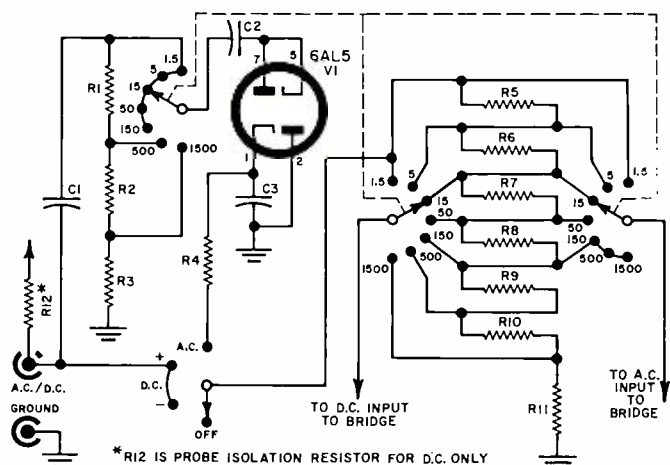 C2
7
5
6AL5
V1
1.5
5
15
50
150
500
1500
R1
R2
R3
C1
1
2
C3
R4
R12*
A.C.
+
D.C.
-
OFF
A.C./D.C.
GROUND
R5
R6
R7
R8
R9
R10
R11
1.5
5
15
50
150
500
1500
5
1.5
15
50
150
500
1500
TO D.C. INPUT
TO BRIDGE
TO A.C.
INPUT TO
BRIDGE
*R12 IS PROBE ISOLATION RESISTOR FOR D.C. ONLY